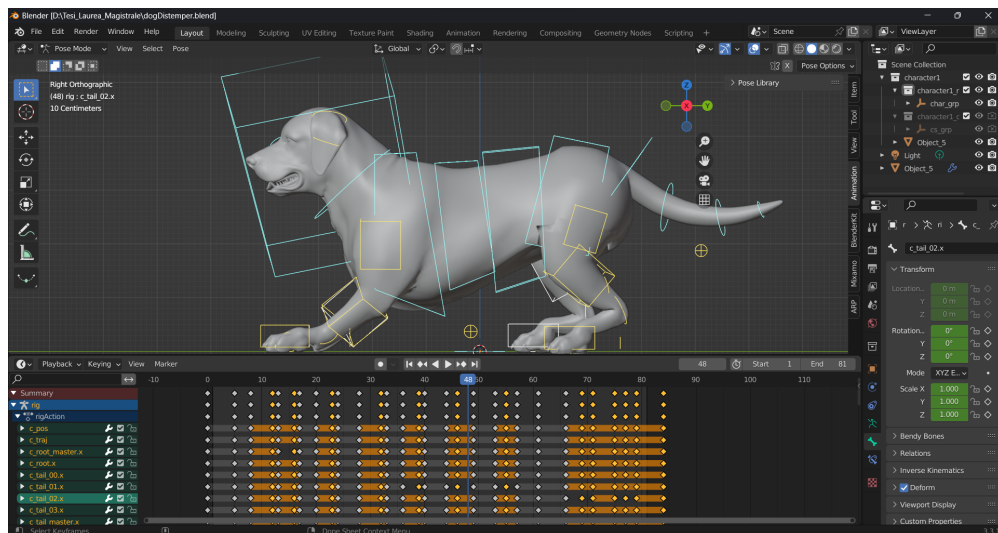 Blender [D:\Tesi_Laurea_Magistrale\dogDistemper.blend]
File Edit Render Window Help Layout Modeling Sculpting UV Editing Texture Paint Shading Animation Rendering Compositing Geometry Nodes Scripting + Scene ViewLayer
Pose Mode View Select Pose Global
X Pose Options
Right Orthographic
(48) rig : c_tail_02.x
10 Centimeters
Pose Library
Z
X
Y
Item
Tool
View
Animation
BlenderKit
Mixamo
ARP
Scene Collection
character1
character1_r
char_grp
character1_c
cs_grp
Object_5
Light
Object_5
r ri c_
c_tail_02.x
Transform
Location... 0 m
Y 0 m
Z 0 m
Rotation... 0°
Y 0°
Z 0°
Mode XYZ E...
Scale X 1.000
Y 1.000
Z 1.000
Bendy Bones
Relations
Inverse Kinematics
Deform
Viewport Display
Custom Properties
Playback Keying View Marker 48 Start 1 End 81
-10 0 10 20 30 40 48 60 70 80 90 100 110
Summary
rig
rigAction
c_pos
c_traj
c_root_master.x
c_root.x
c_tail_00.x
c_tail_01.x
c_tail_02.x
c_tail_03.x
c_tail_master.x
Select Keyframes Dope Sheet Context Menu